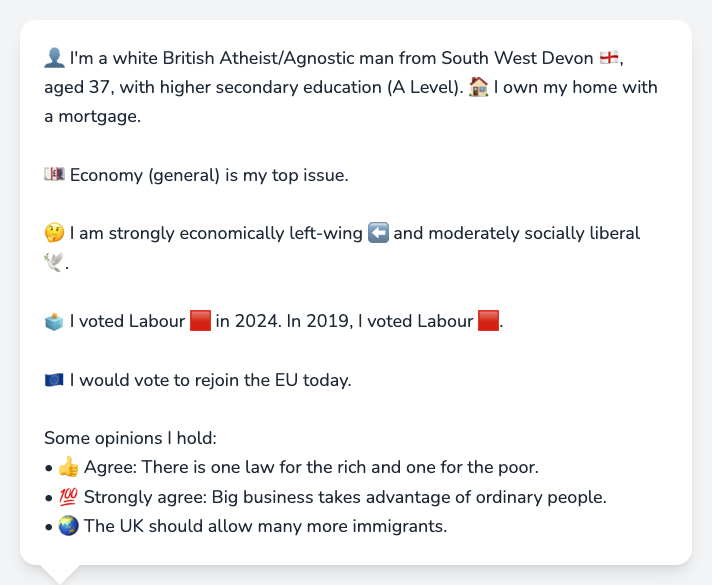 👤 I'm a white British Atheist/Agnostic man from South West Devon 🏴󠁧󠁢󠁥󠁮󠁧󠁿,
aged 37, with higher secondary education (A Level). 🏠 I own my home with
a mortgage.
💷 Economy (general) is my top issue.
🤔 I am strongly economically left-wing ⬅️ and moderately socially liberal
🕊️.
🗳️ I voted Labour 🟥 in 2024. In 2019, I voted Labour 🟥.
🇪🇺 I would vote to rejoin the EU today.
Some opinions I hold:
• 👍 Agree: There is one law for the rich and one for the poor.
• 💯 Strongly agree: Big business takes advantage of ordinary people.
• 🌏 The UK should allow many more immigrants.